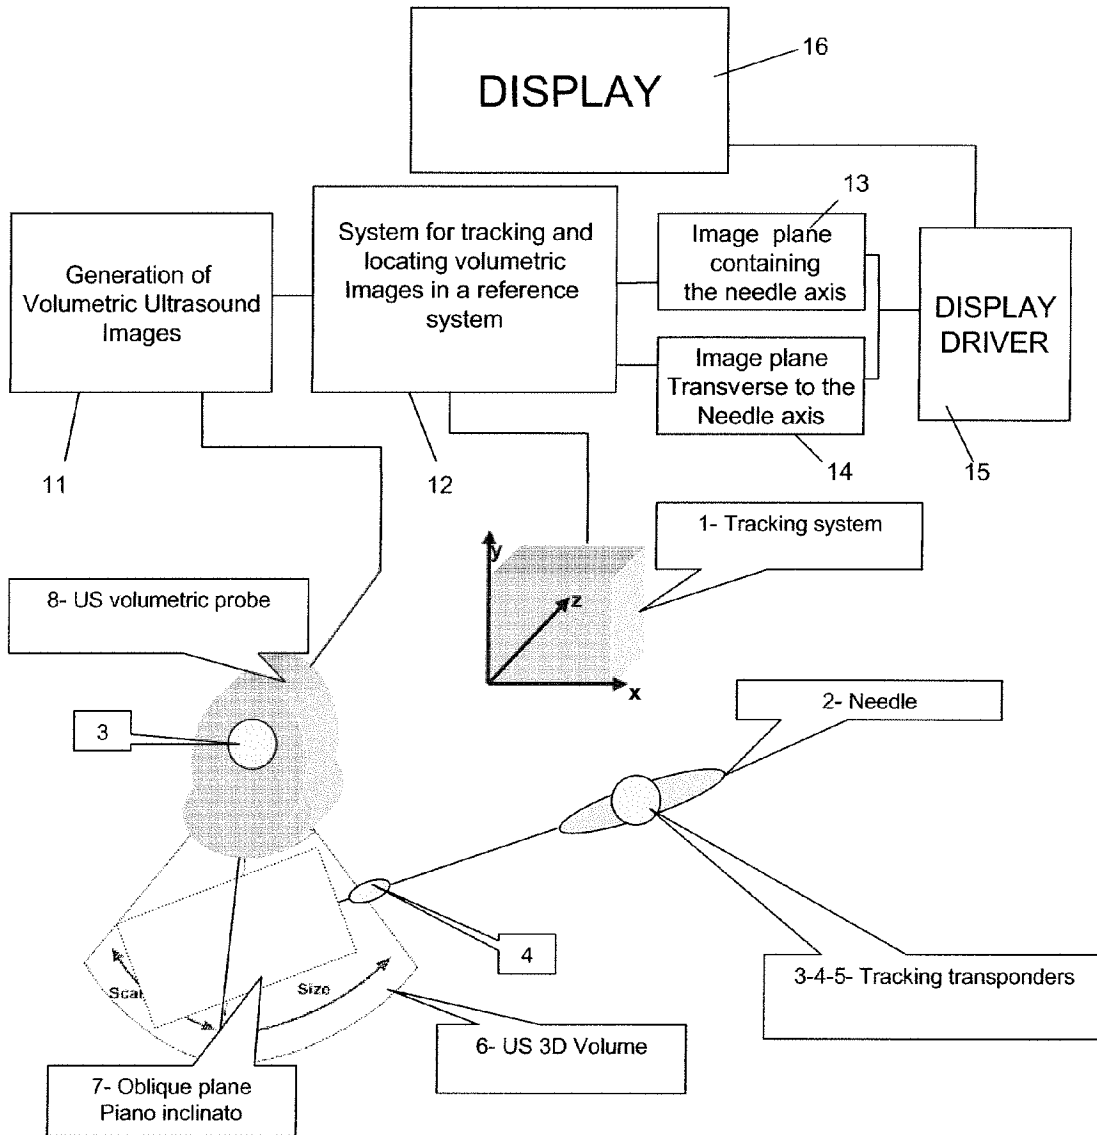 16
DISPLAY
13
System for tracking and
locating volumetric
Images in a reference
system
Image plane
containing
the needle axis
Generation of
Volumetric Ultrasound
Images
DISPLAY
DRIVER
Image plane
Transverse to the
Needle axis
11
12
14
15
1- Tracking system
y
z
x
8- US volumetric probe
2- Needle
3
4
3-4-5- Tracking transponders
Size
6- US 3D Volume
7- Oblique plane
Piano inclinato